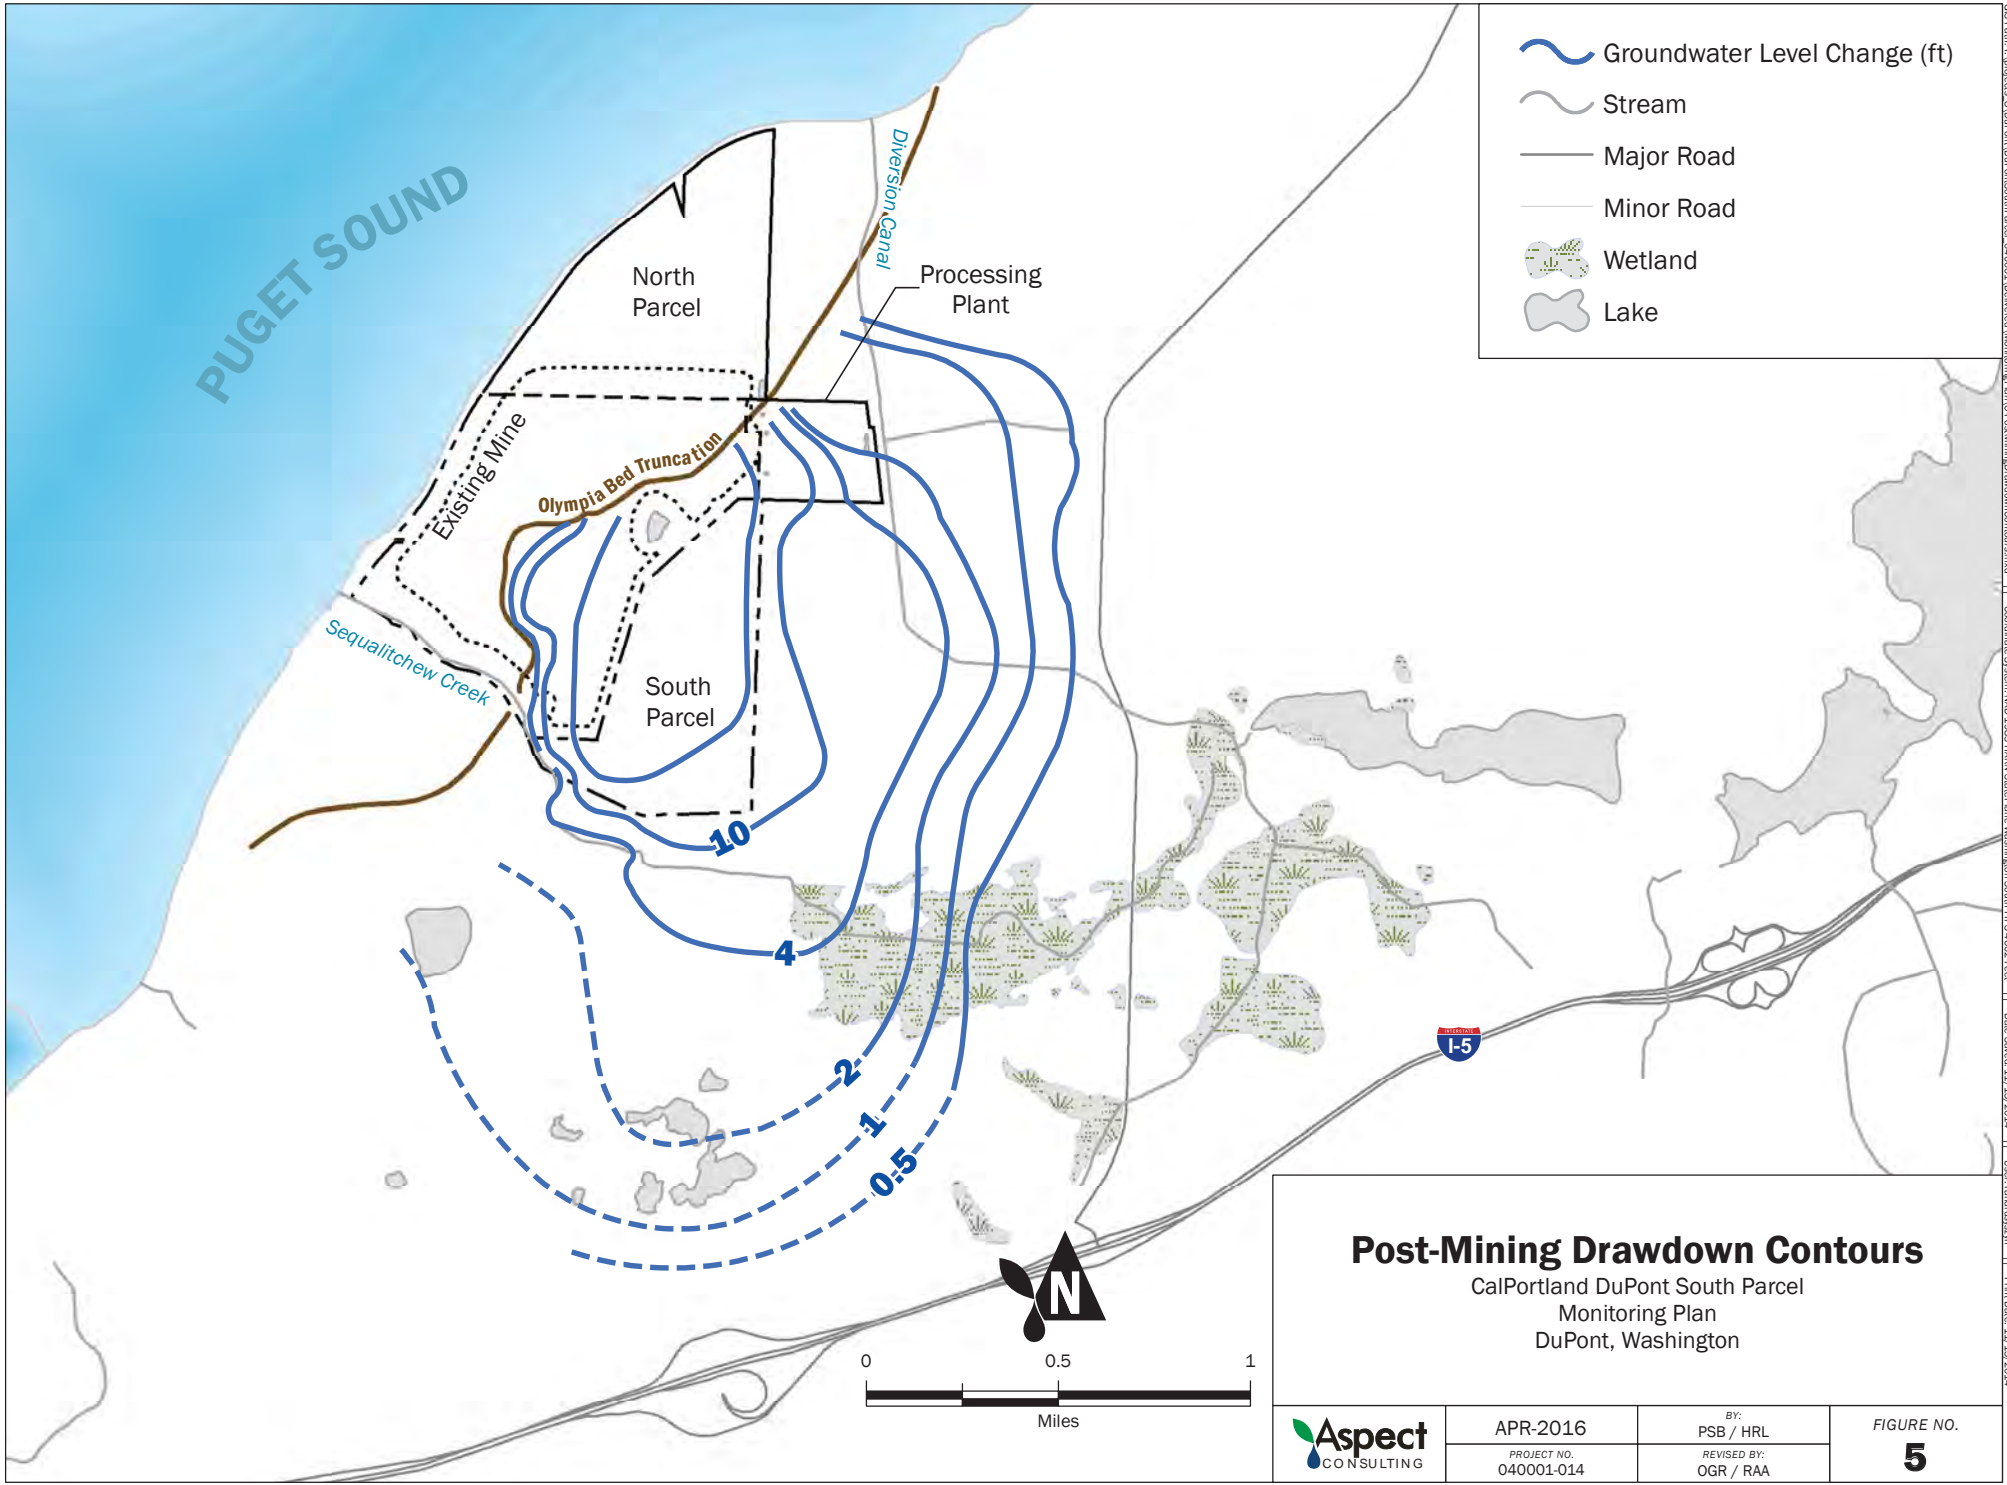 Groundwater Level Change (ft)
Stream
Major Road
Minor Road
Wetland
Lake
PUGET SOUND
Diversion Canal
North
Parcel
Processing
Plant
Existing Mine
Olympia Bed Truncation
Sequalitchew Creek
South
Parcel
10
4
2
1
0.5
INTERSTATE
I-5
N
0
0.5
1
Miles
Post-Mining Drawdown Contours
CalPortland DuPont South Parcel
Monitoring Plan
DuPont, Washington
Aspect
CONSULTING
APR-2016
PROJECT NO.
040001-014
BY:
PSB / HRL
REVISED BY:
OGR / RAA
FIGURE NO.
5